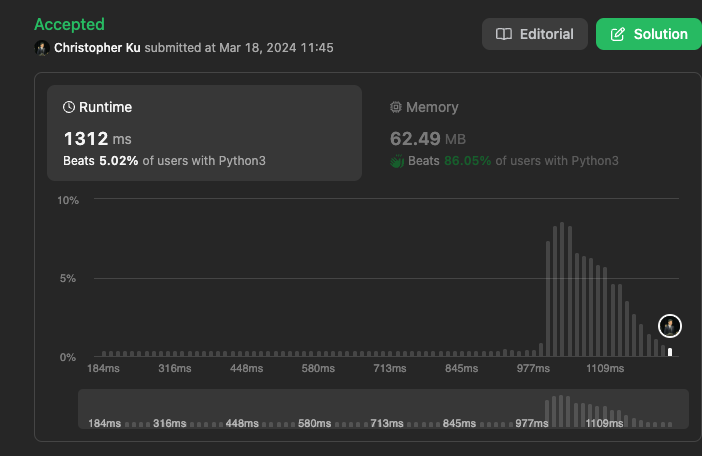 Accepted
Christopher Ku submitted at Mar 18, 2024 11:45
Editorial
Solution
Runtime
1312 ms
Beats 5.02% of users with Python3
Memory
62.49 MB
Beats 86.05% of users with Python3
10%
5%
0%
184ms 316ms 448ms 580ms 713ms 845ms 977ms 1109ms
184ms 316ms 448ms 580ms 713ms 845ms 977ms 1109ms